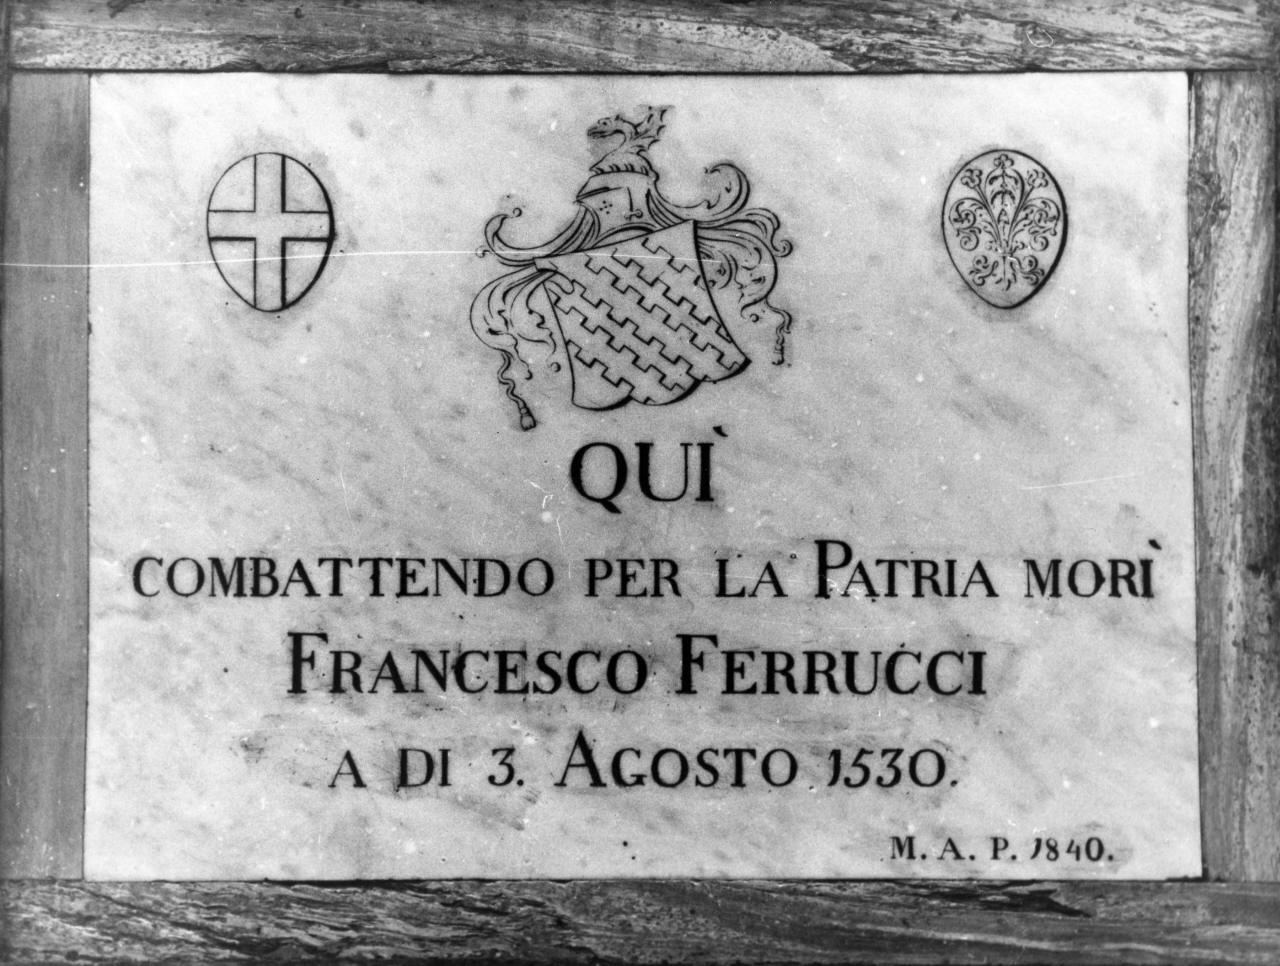 QUÌ
COMBATTENDO PER LA PATRIA MORÌ
FRANCESCO FERRUCCI
A DI 3. AGOSTO 1530.
M. A. P. 1840.